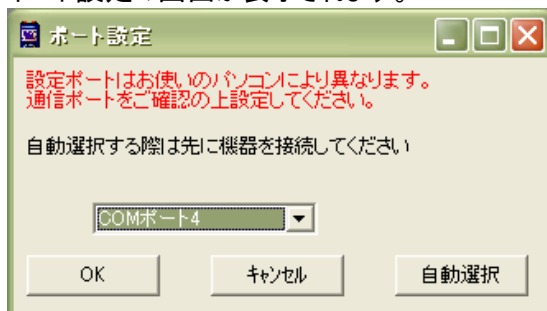 ポート設定
設定ポートはお使いのパソコンにより異なります。
通信ポートをご確認の上設定してください。
自動選択する際は先に機器を接続してください
COMポート4
OK
キャンセル
自動選択